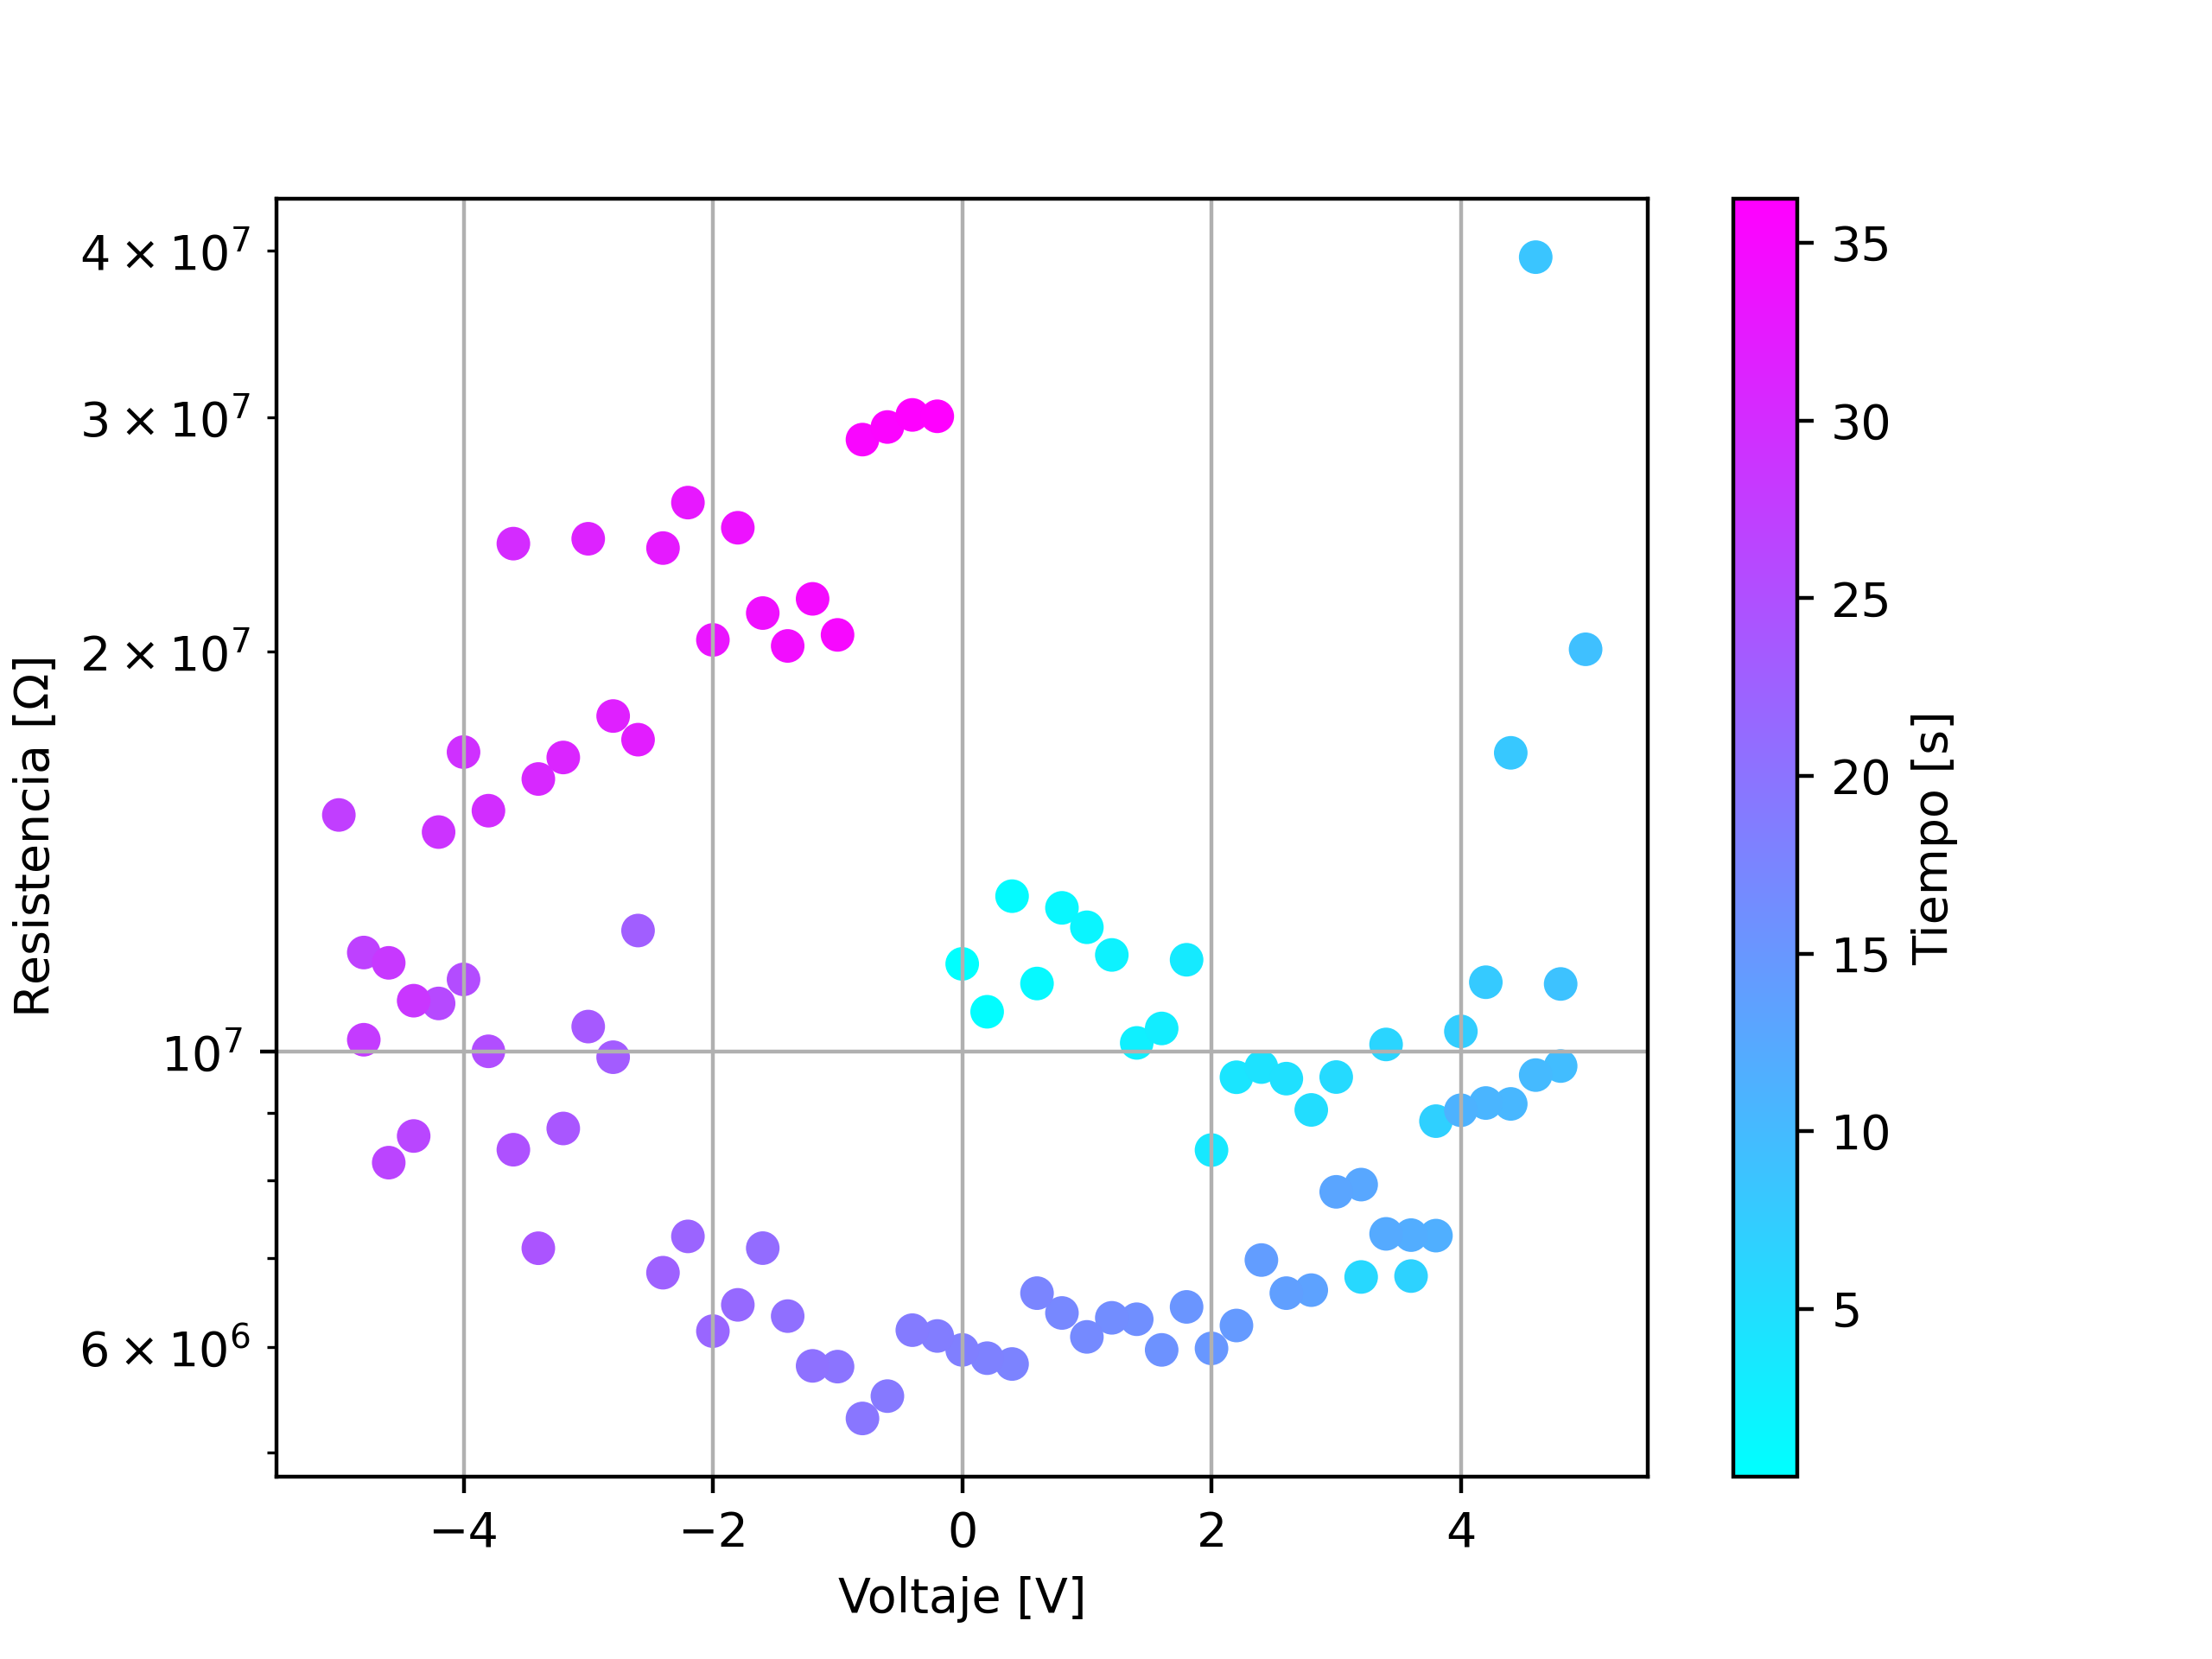 4 × 10⁷
3 × 10⁷
2 × 10⁷
10⁷
6 × 10⁶
Resistencia [Ω]
−4
−2
0
2
4
Voltaje [V]
35
30
25
20
15
10
5
Tiempo [s]